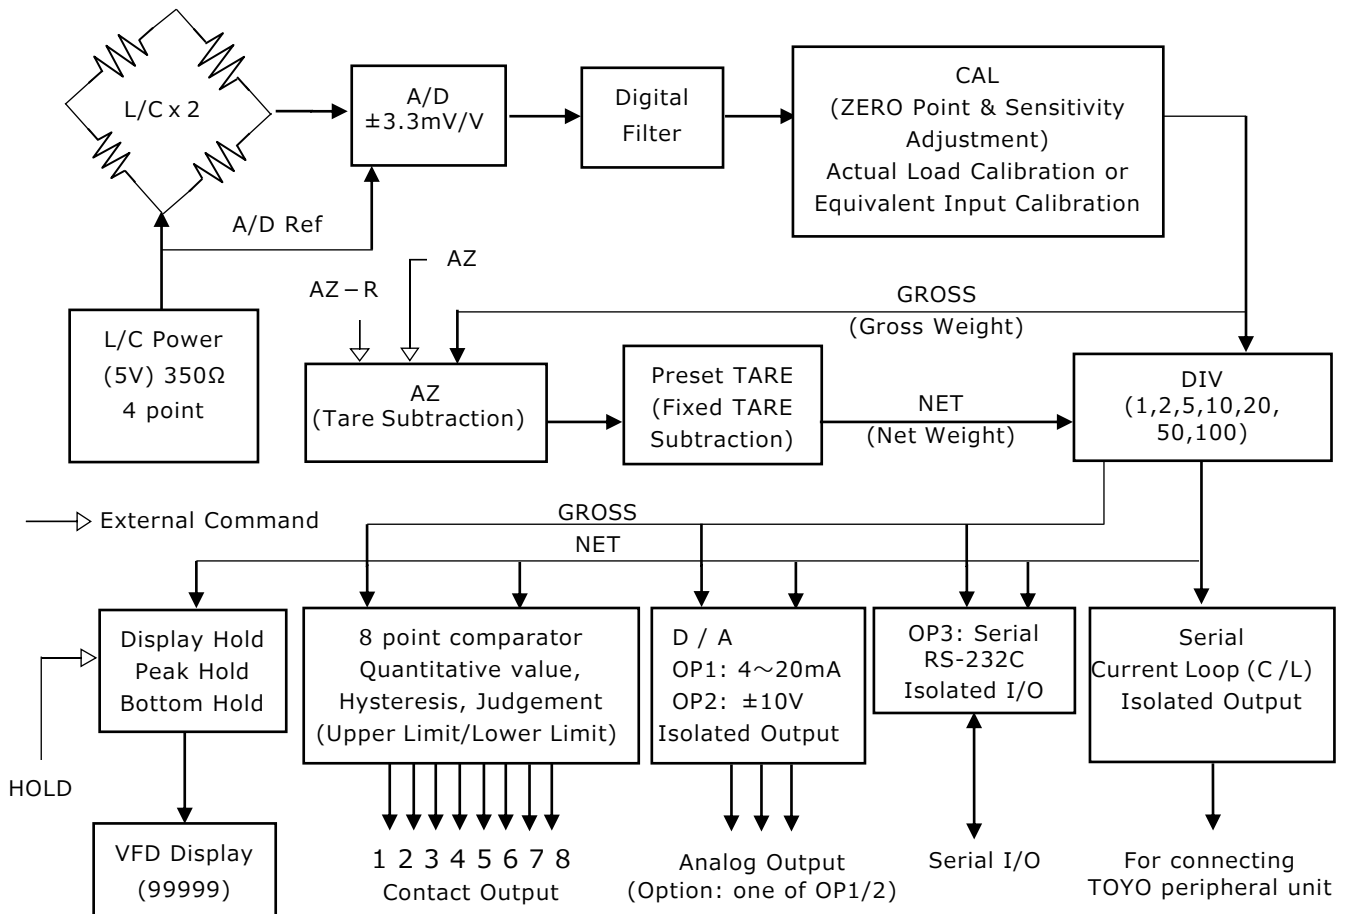 L/C x 2
A/D
±3.3mV/V
Digital
Filter
CAL
(ZERO Point & Sensitivity
Adjustment)
Actual Load Calibration or
Equivalent Input Calibration
A/D Ref
AZ
AZ－R
GROSS
(Gross Weight)
L/C Power
(5V) 350Ω
4 point
AZ
(Tare Subtraction)
Preset TARE
(Fixed TARE
Subtraction)
NET
(Net Weight)
DIV
(1,2,5,10,20,
50,100)
External Command
GROSS
NET
Display Hold
Peak Hold
Bottom Hold
8 point comparator
Quantitative value,
Hysteresis, Judgement
(Upper Limit/Lower Limit)
D / A
OP1: 4～20mA
OP2: ±10V
Isolated Output
OP3: Serial
RS-232C
Isolated I/O
Serial
Current Loop (C /L)
Isolated Output
HOLD
VFD Display
(99999)
1 2 3 4 5 6 7 8
Contact Output
Analog Output
(Option: one of OP1/2)
Serial I/O
For connecting
TOYO peripheral unit